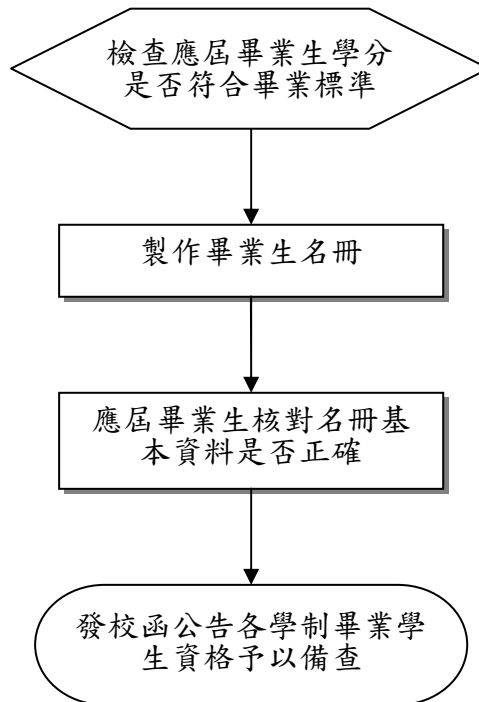 檢查應屆畢業生學分
是否符合畢業標準
製作畢業生名冊
應屆畢業生核對名冊基
本資料是否正確
發校函公告各學制畢業學
生資格予以備查